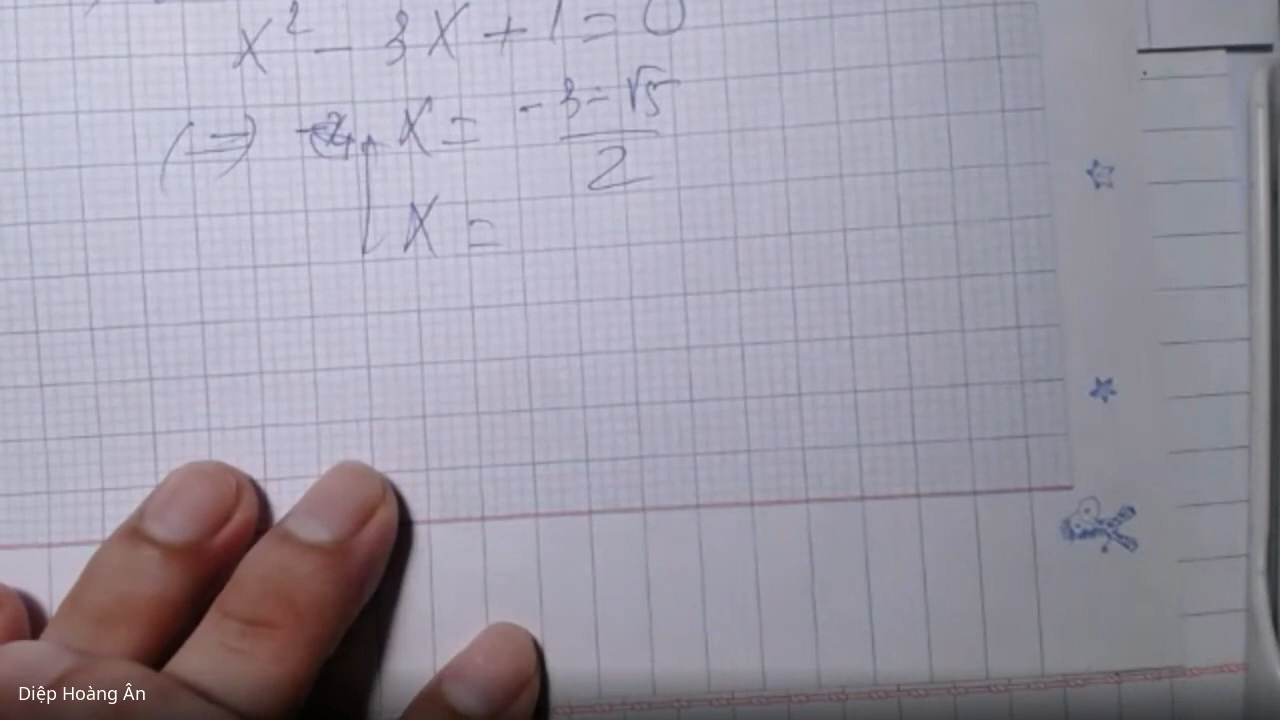 x² - 3x + 1 = 0
(=) x = -3-√5/2
x =
Diệp Hoàng Ân